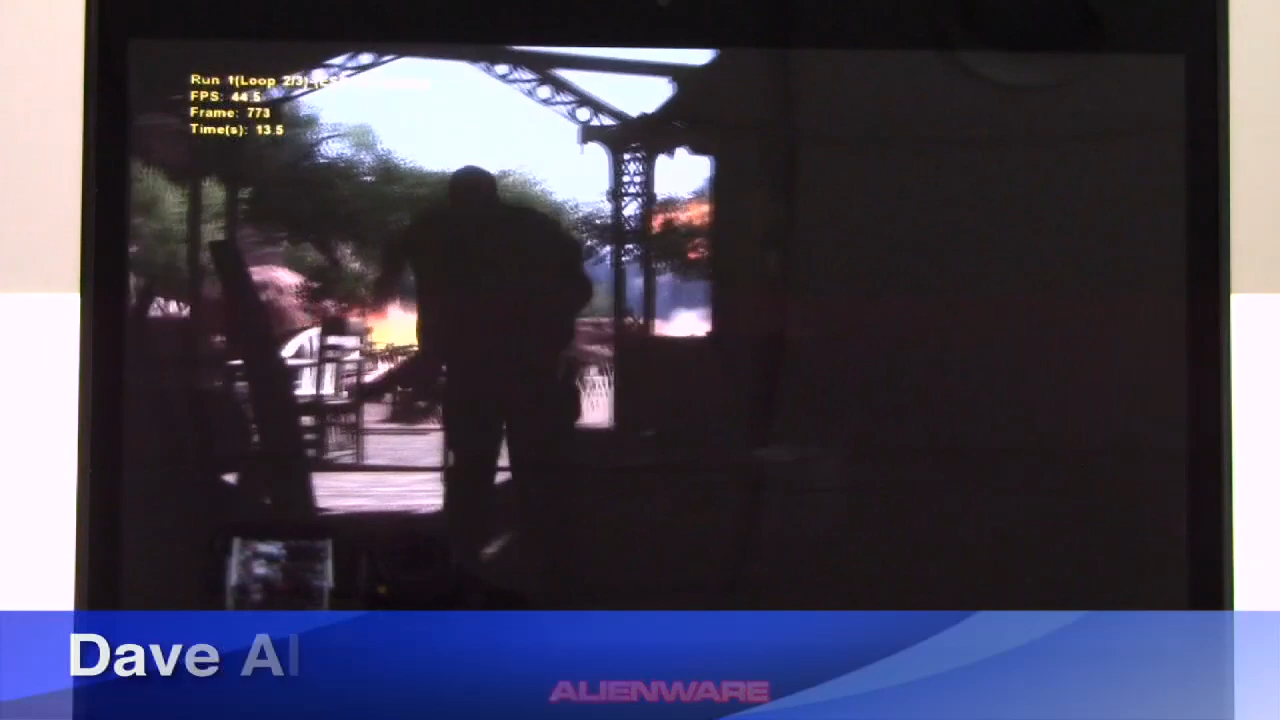 Run 1(Loop 2/3)
FPS: 44.5
Frame: 773
Time(s): 13.5
Dave Al
ALIENWARE